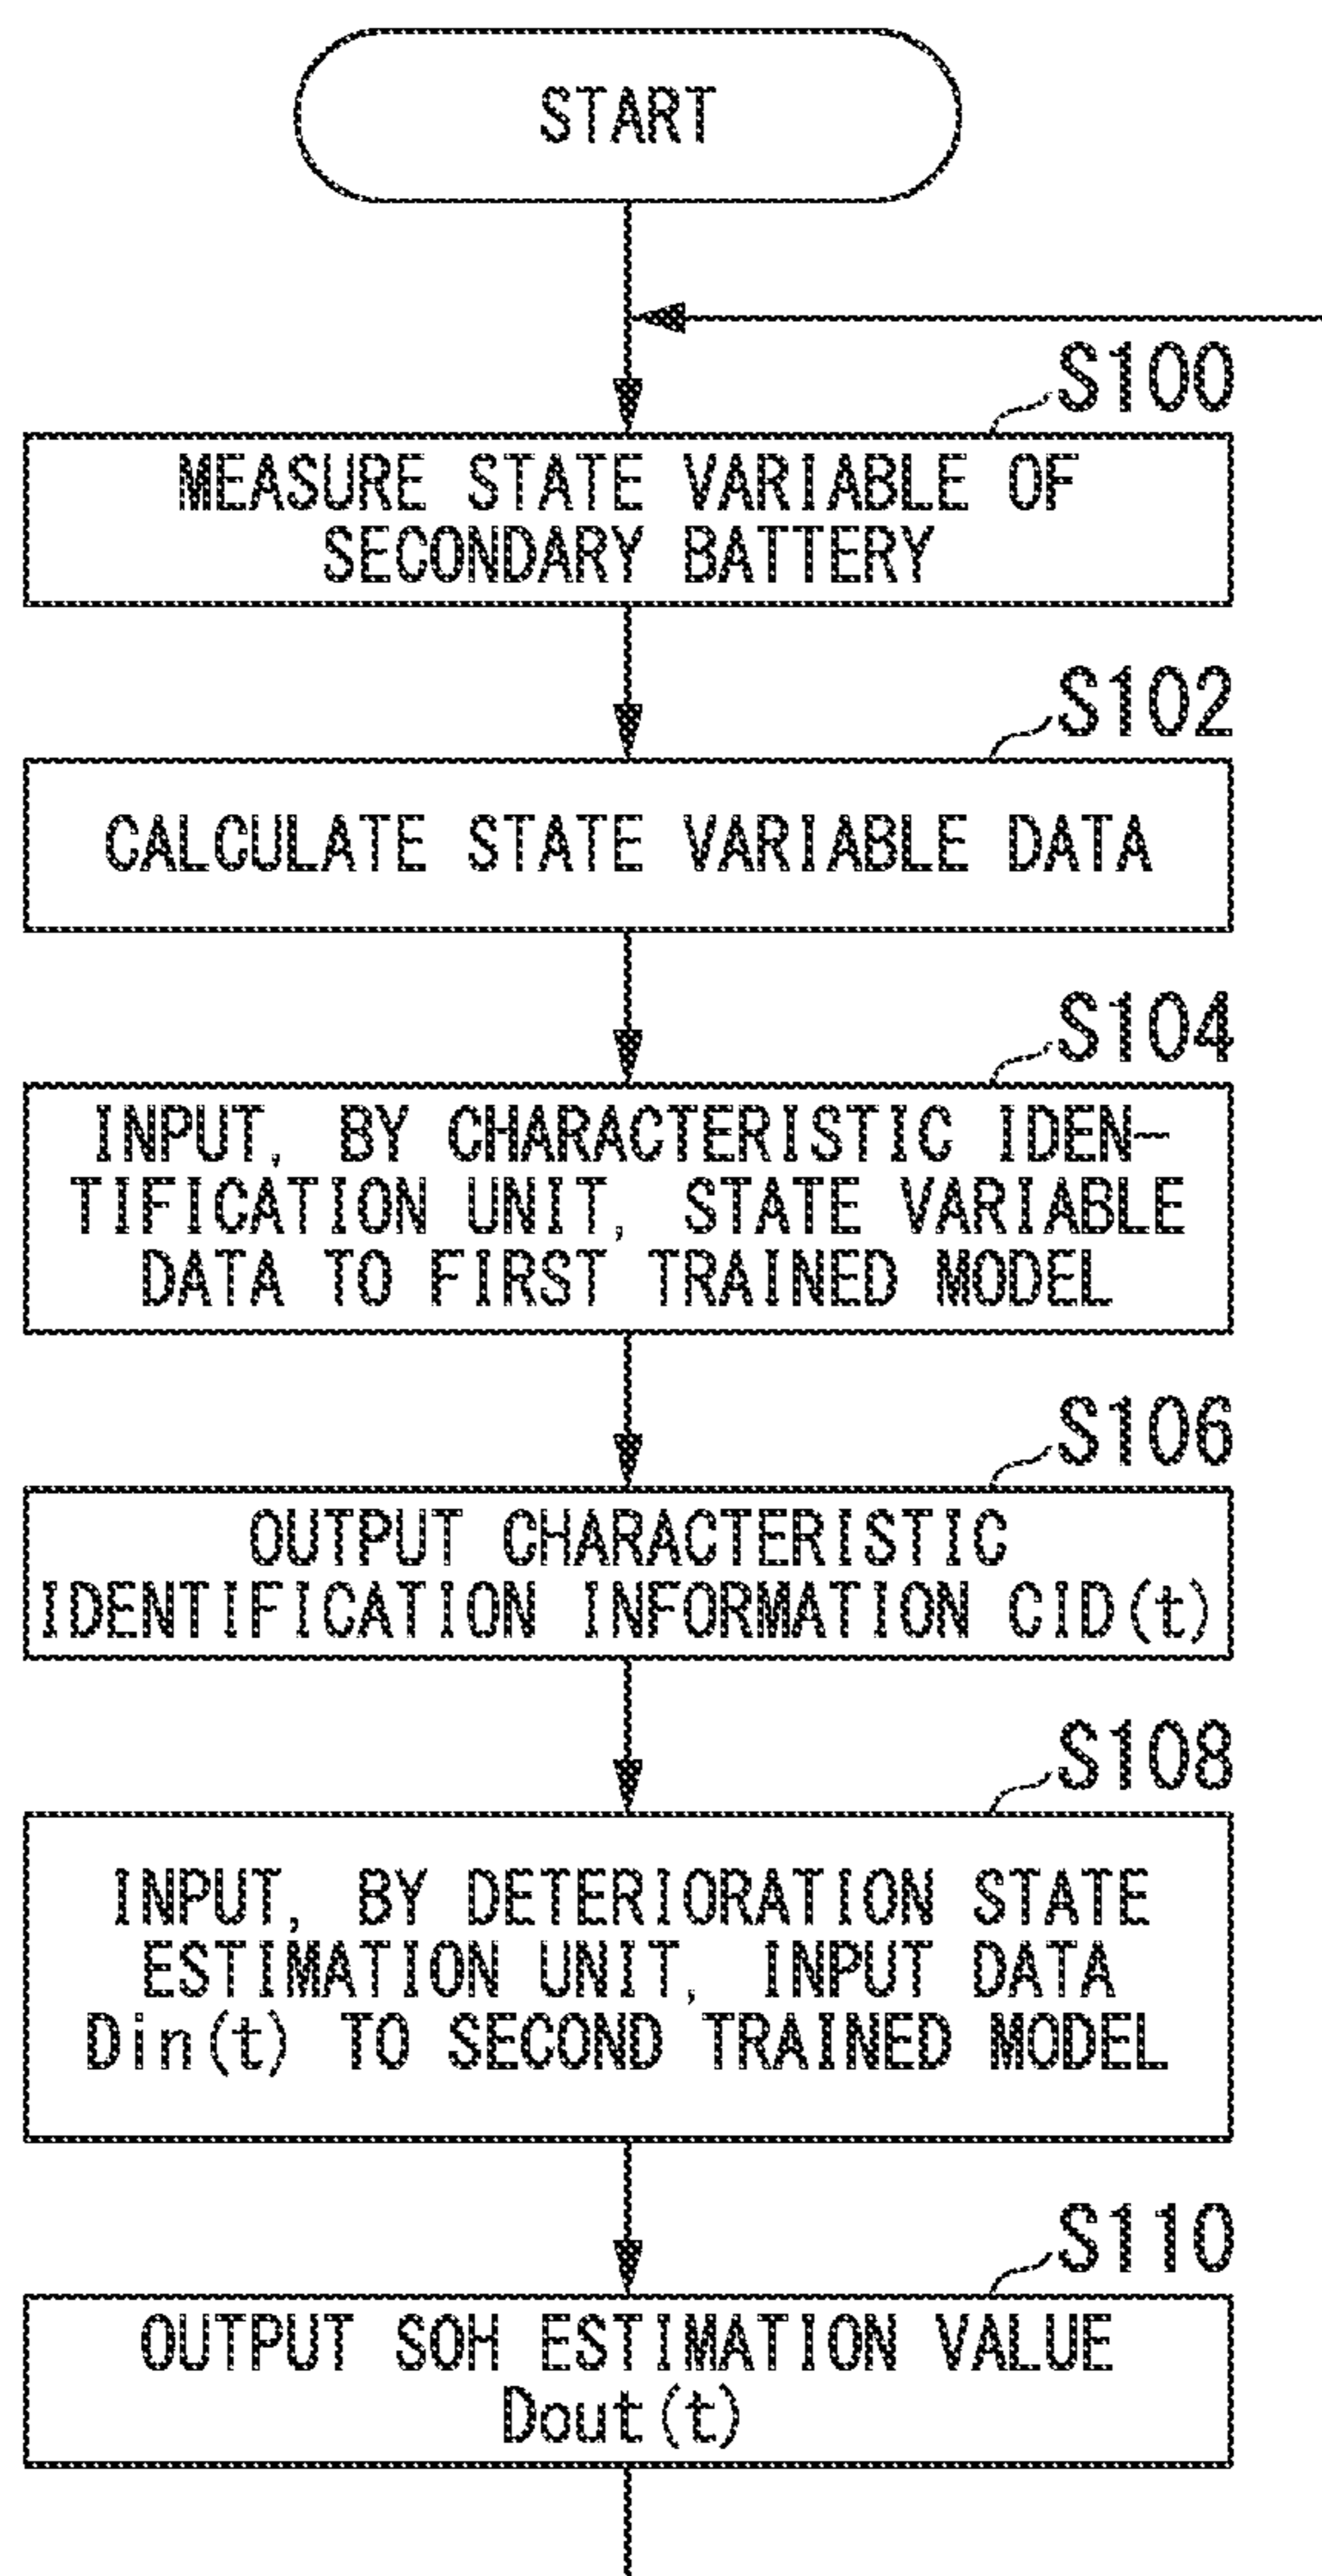 START
S100
MEASURE STATE VARIABLE OF
SECONDARY BATTERY
S102
CALCULATE STATE VARIABLE DATA
S104
INPUT, BY CHARACTERISTIC IDEN-
TIFICATION UNIT, STATE VARIABLE
DATA TO FIRST TRAINED MODEL
S106
OUTPUT CHARACTERISTIC
IDENTIFICATION INFORMATION CID(t)
S108
INPUT, BY DETERIORATION STATE
ESTIMATION UNIT, INPUT DATA
Din(t) TO SECOND TRAINED MODEL
S110
OUTPUT SOH ESTIMATION VALUE
Dout(t)